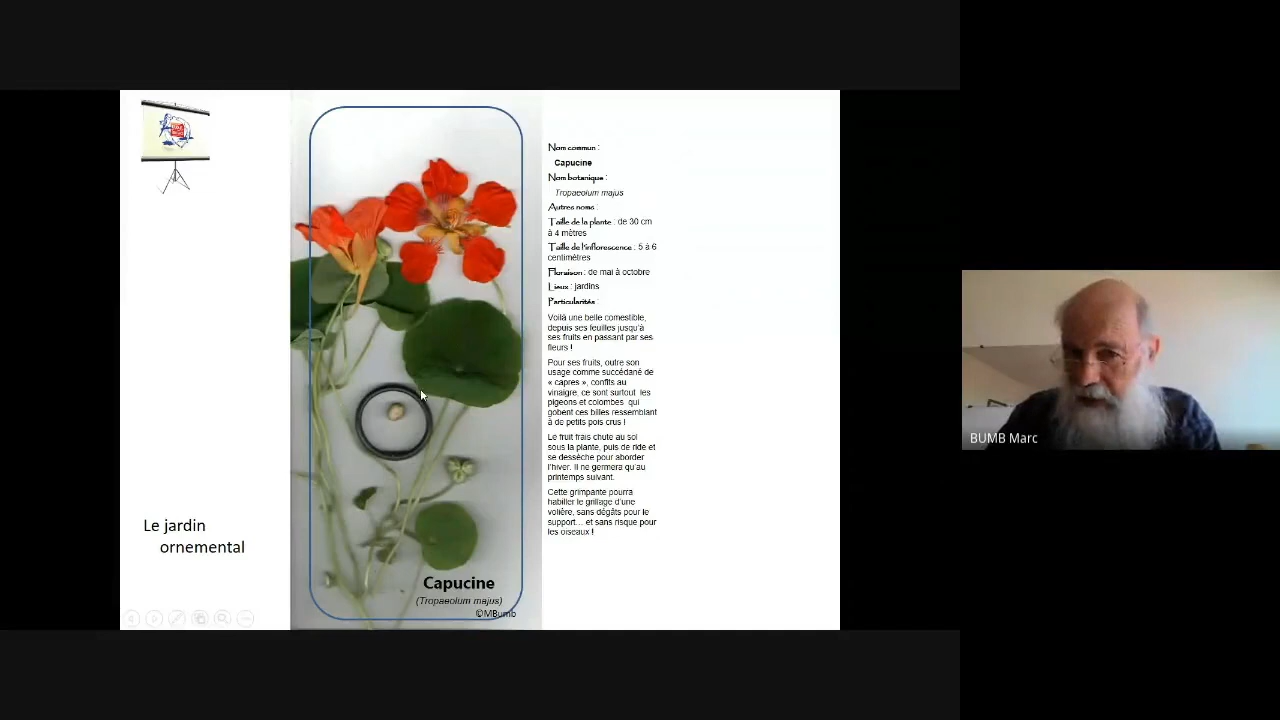 Le jardin
ornemental
Capucine
(Tropaeolum majus)
©MBumb
Nom commun :
Capucine
Nom botanique :
Tropaeolum majus
Autres noms :
Taille de la plante : de 30 cm
à 4 mètres
Taille de l'inflorescence : 5 à 6
centimètres
Floraison : de mai à octobre
Lieux : jardins
Particularités :
Voilà une belle comestible,
depuis ses feuilles jusqu'à
ses fruits en passant par ses
fleurs !
Pour ses fruits, outre son
usage comme succédané de
« capres », confits au
vinaigre, ce sont surtout les
pigeons et colombes qui
gobent ces billes ressemblant
à de petits pois crus !
Le fruit frais chute au sol
sous la plante, puis de ride et
se dessèche pour aborder
l'hiver. Il ne germera qu'au
printemps suivant.
Cette grimpante pourra
habiller le grillage d'une
volière, sans dégâts pour le
support... et sans risque pour
les oiseaux !
BUMB Marc